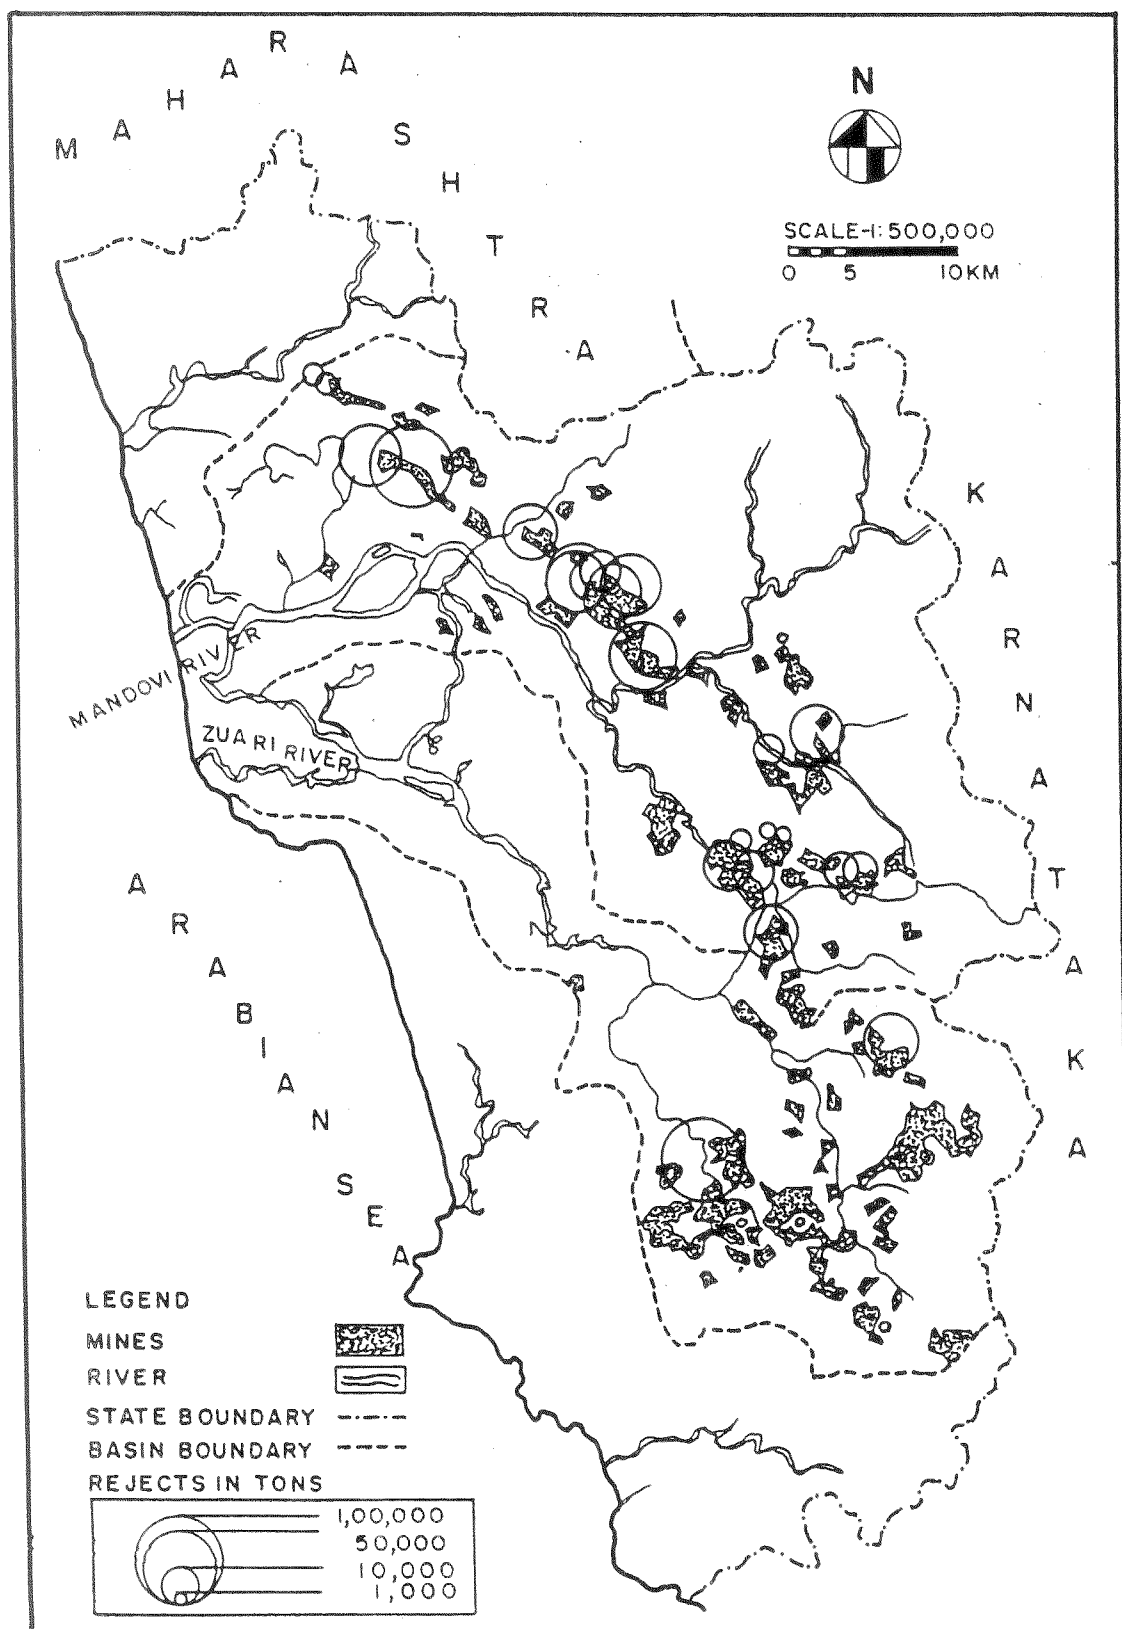 MAHARASHTRA
N
SCALE-1:500,000
0 5 10KM
KARNATAKA
MANDOVI RIVER
ZUARI RIVER
ARABIAN SEA
LEGEND
MINES
RIVER
STATE BOUNDARY
BASIN BOUNDARY
REJECTS IN TONS
1,00,000
50,000
10,000
1,000